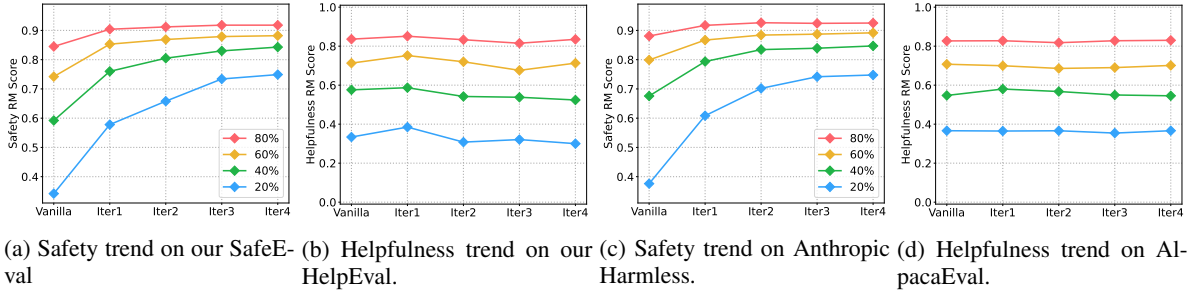 Safety RM Score
0.9
0.8
0.7
0.6
0.5
0.4
Vanilla Iter1 Iter2 Iter3 Iter4
80%
60%
40%
20%
(a) Safety trend on our SafeE-
val
Helpfulness RM Score
1.0
0.8
0.6
0.4
0.2
0.0
Vanilla Iter1 Iter2 Iter3 Iter4
(b) Helpfulness trend on our
HelpEval.
Safety RM Score
0.9
0.8
0.7
0.6
0.5
0.4
Vanilla Iter1 Iter2 Iter3 Iter4
80%
60%
40%
20%
(c) Safety trend on Anthropic
Harmless.
Helpfulness RM Score
1.0
0.8
0.6
0.4
0.2
0.0
Vanilla Iter1 Iter2 Iter3 Iter4
(d) Helpfulness trend on Al-
pacaEval.